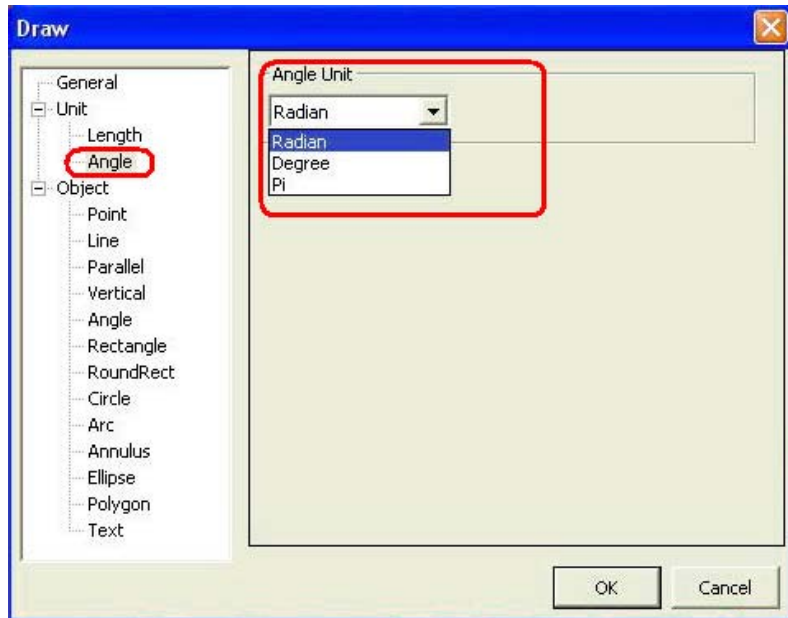 Draw
General
Unit
Length
Angle
Object
Point
Line
Parallel
Vertical
Angle
Rectangle
RoundRect
Circle
Arc
Annulus
Ellipse
Polygon
Text
Angle Unit
Radian
Radian
Degree
Pi
OK
Cancel